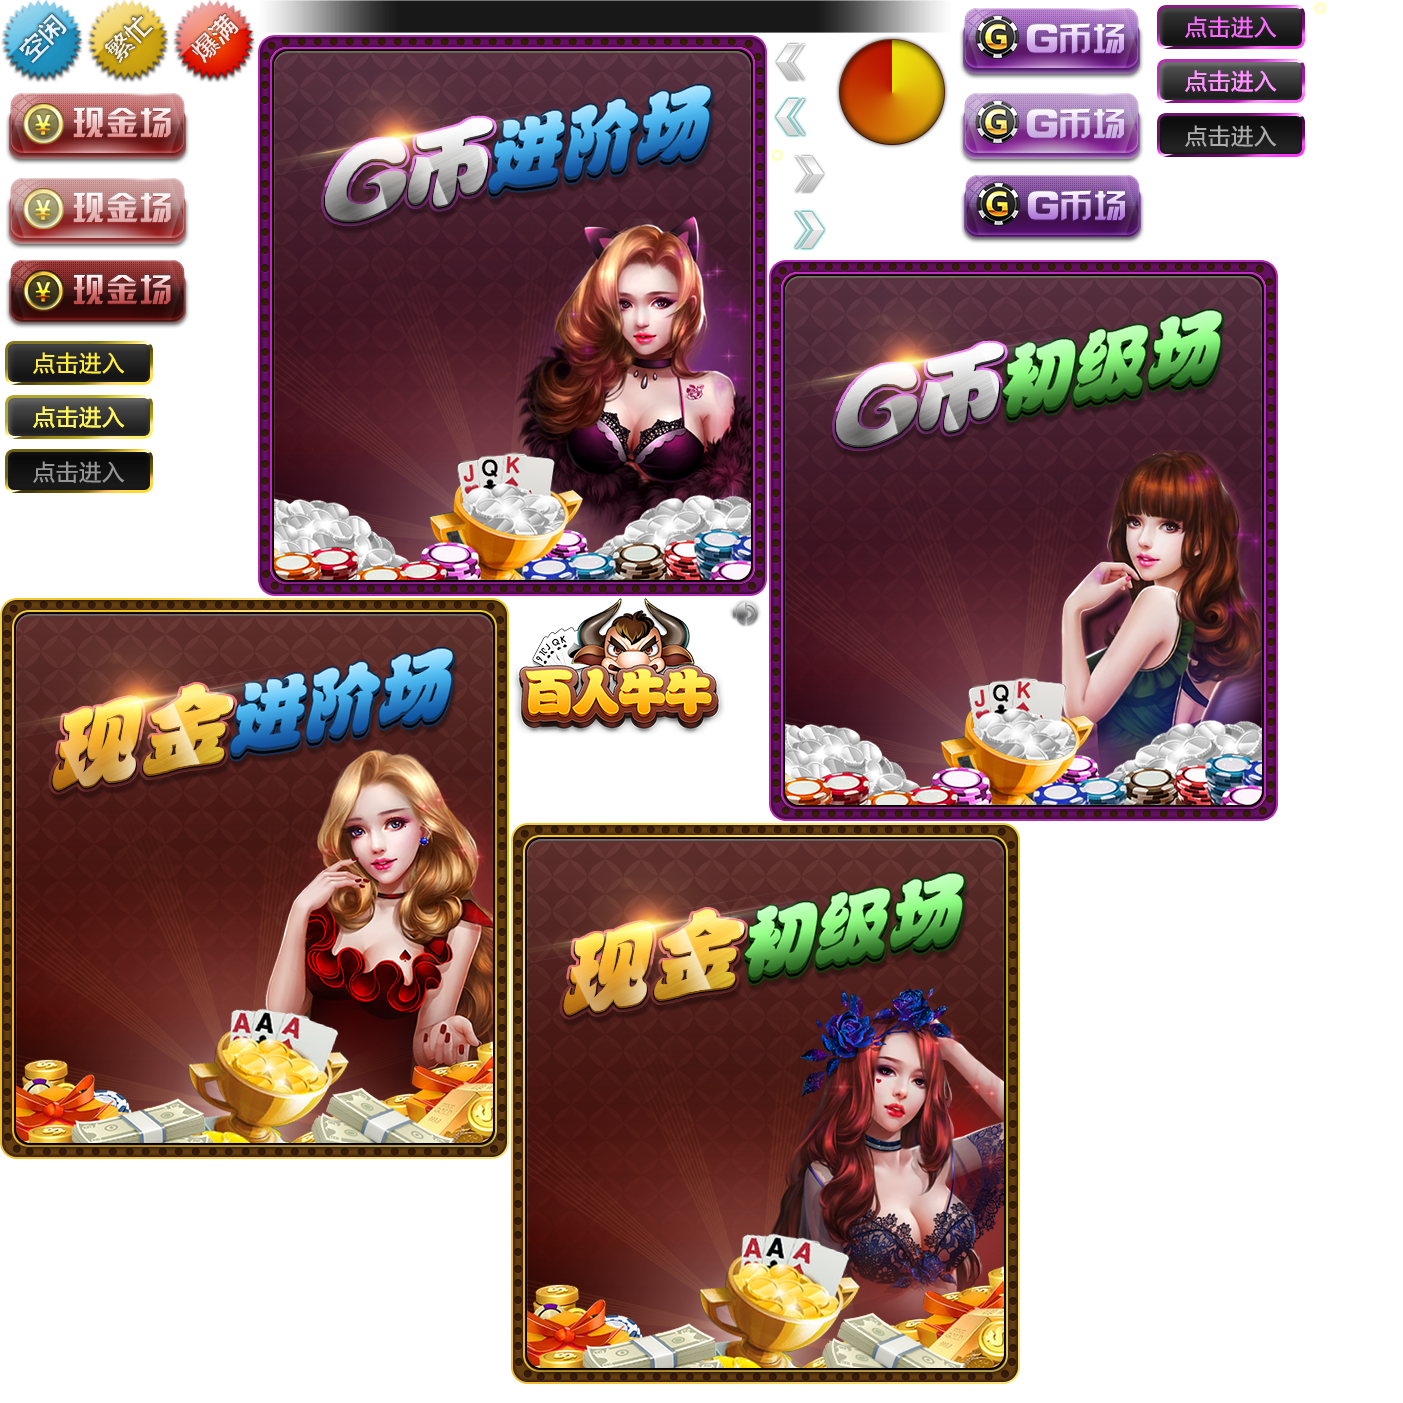 空闲
繁忙
爆满
¥ 现金场
¥ 现金场
¥ 现金场
点击进入
点击进入
点击进入
G币进阶场
J Q K
G G币场
G G币场
G G币场
点击进入
点击进入
点击进入
G币初级场
J Q K
现金进阶场
A A A
J Q K
百人牛牛
现金初级场
A A A